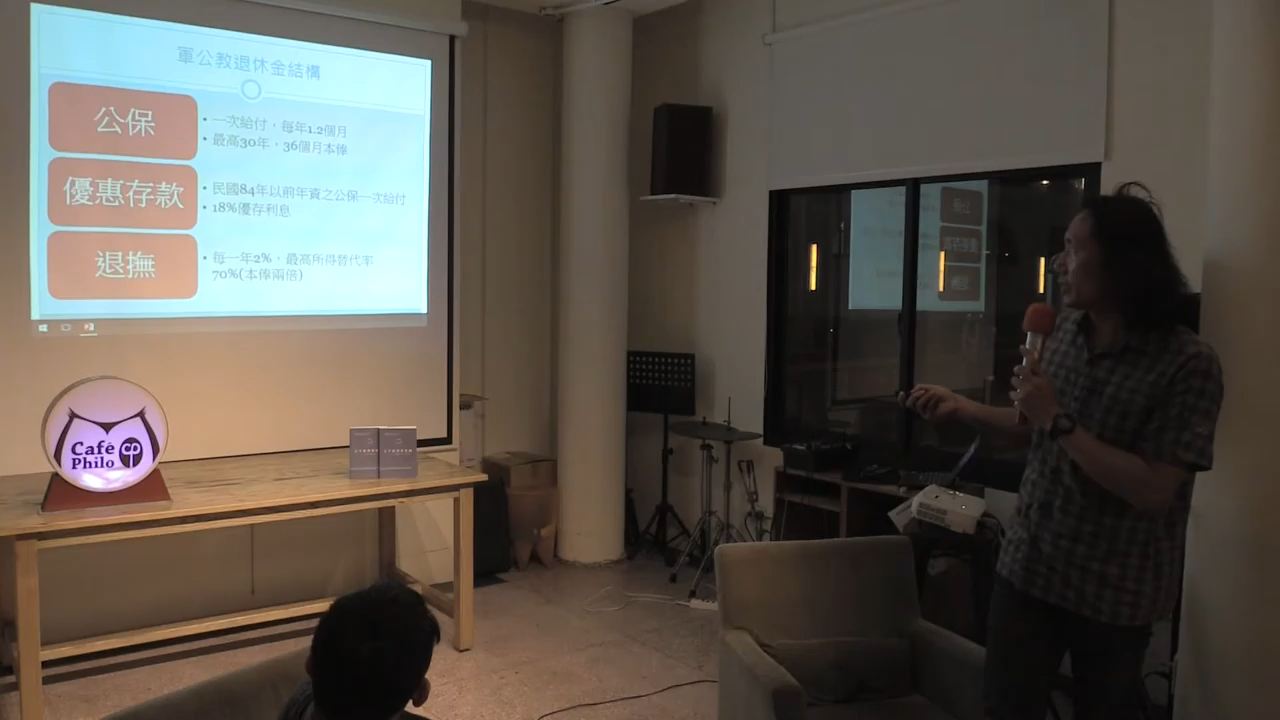 軍公教退休金結構
公保
• 一次給付，每年1.2個月
• 最高30年，36個月本俸
優惠存款
• 民國84年以前年資之公保一次給付
• 18%優存利息
退撫
• 每一年2%，最高所得替代率
70%(本俸兩倍)
Café
Philo